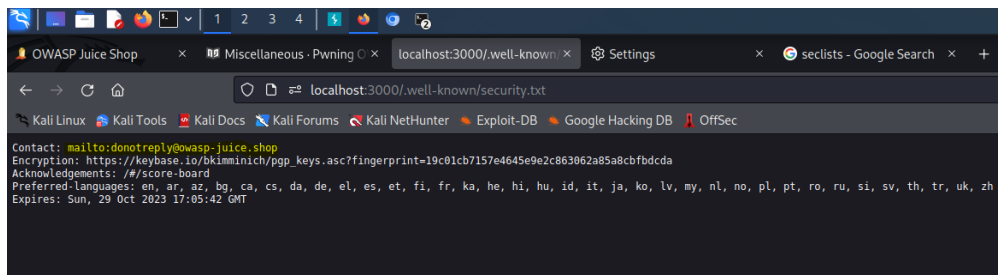 1 2 3 4
OWASP Juice Shop
Miscellaneous · Pwning O
localhost:3000/.well-known/
Settings
seclists - Google Search
localhost:3000/.well-known/security.txt
Kali Linux Kali Tools Kali Docs Kali Forums Kali NetHunter Exploit-DB Google Hacking DB OffSec
Contact: mailto:donotreply@owasp-juice.shop
Encryption: https://keybase.io/bkimminich/pgp_keys.asc?fingerprint=19c01cb7157e4645e9e2c863062a85a8cbfbdcda
Acknowledgements: /#/score-board
Preferred-languages: en, ar, az, bg, ca, cs, da, de, el, es, et, fi, fr, ka, he, hi, hu, id, it, ja, ko, lv, my, nl, no, pl, pt, ro, ru, si, sv, th, tr, uk, zh
Expires: Sun, 29 Oct 2023 17:05:42 GMT